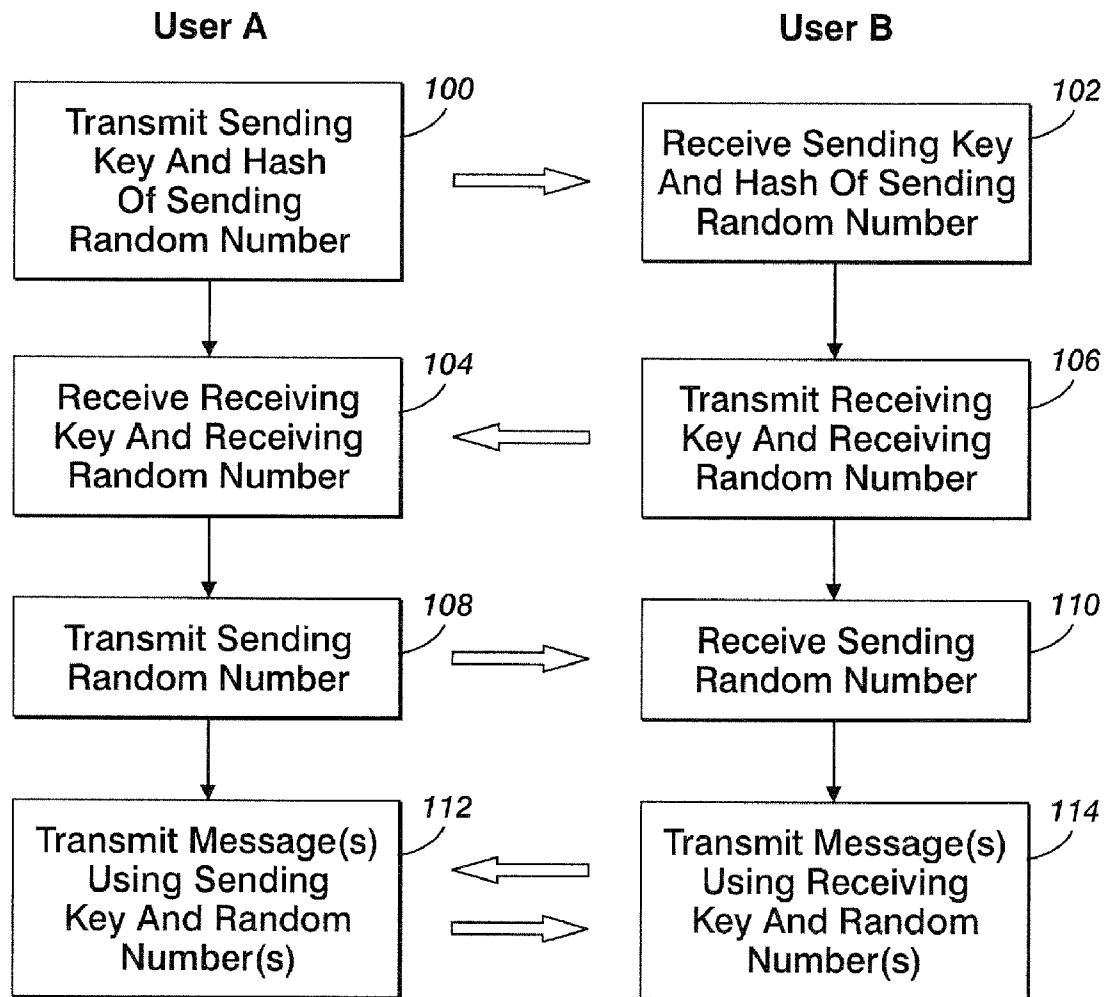 User A
User B
100
Transmit Sending
Key And Hash
Of Sending
Random Number
102
Receive Sending Key
And Hash Of Sending
Random Number
104
Receive Receiving
Key And Receiving
Random Number
106
Transmit Receiving
Key And Receiving
Random Number
108
Transmit Sending
Random Number
110
Receive Sending
Random Number
112
Transmit Message(s)
Using Sending
Key And Random
Number(s)
114
Transmit Message(s)
Using Receiving
Key And Random
Number(s)